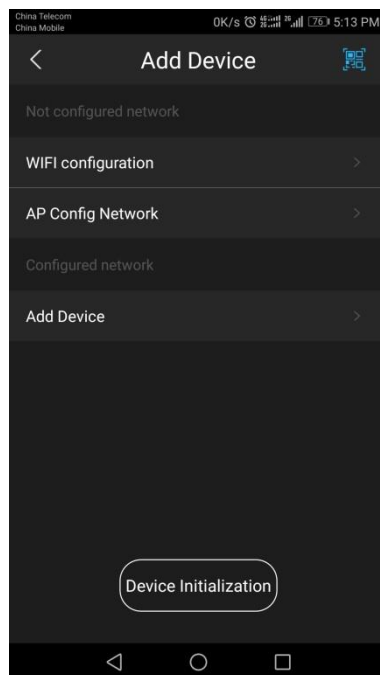 China Telecom
China Mobile
0K/s 76 5:13 PM
Add Device
Not configured network
WIFI configuration
AP Config Network
Configured network
Add Device
Device Initialization